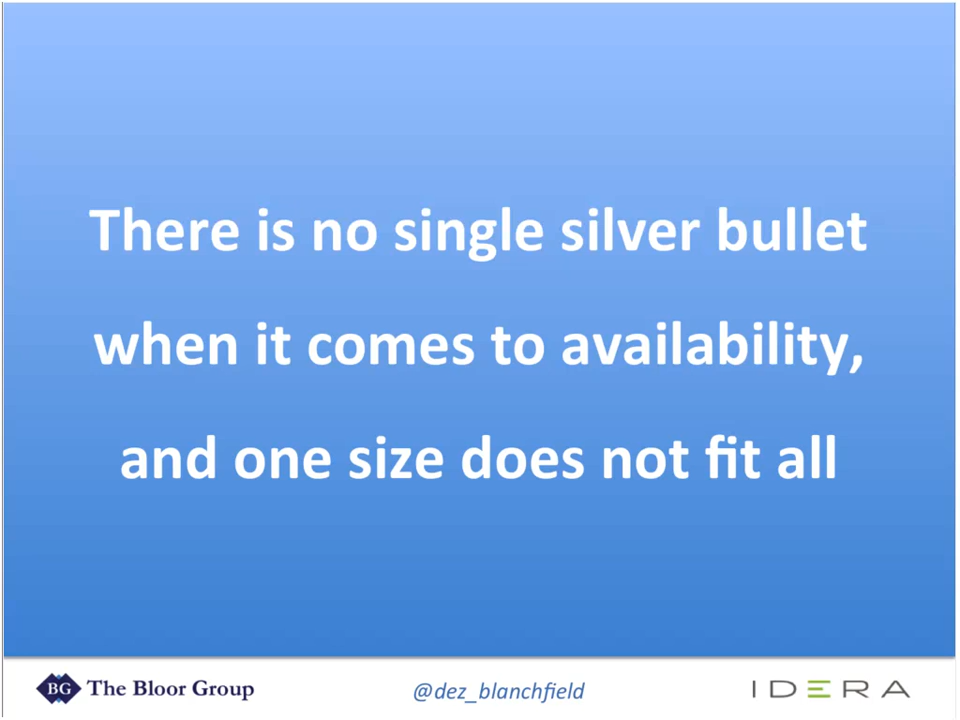 There is no single silver bullet
when it comes to availability,
and one size does not fit all
BG The Bloor Group
@dez_blanchfield
IDERA